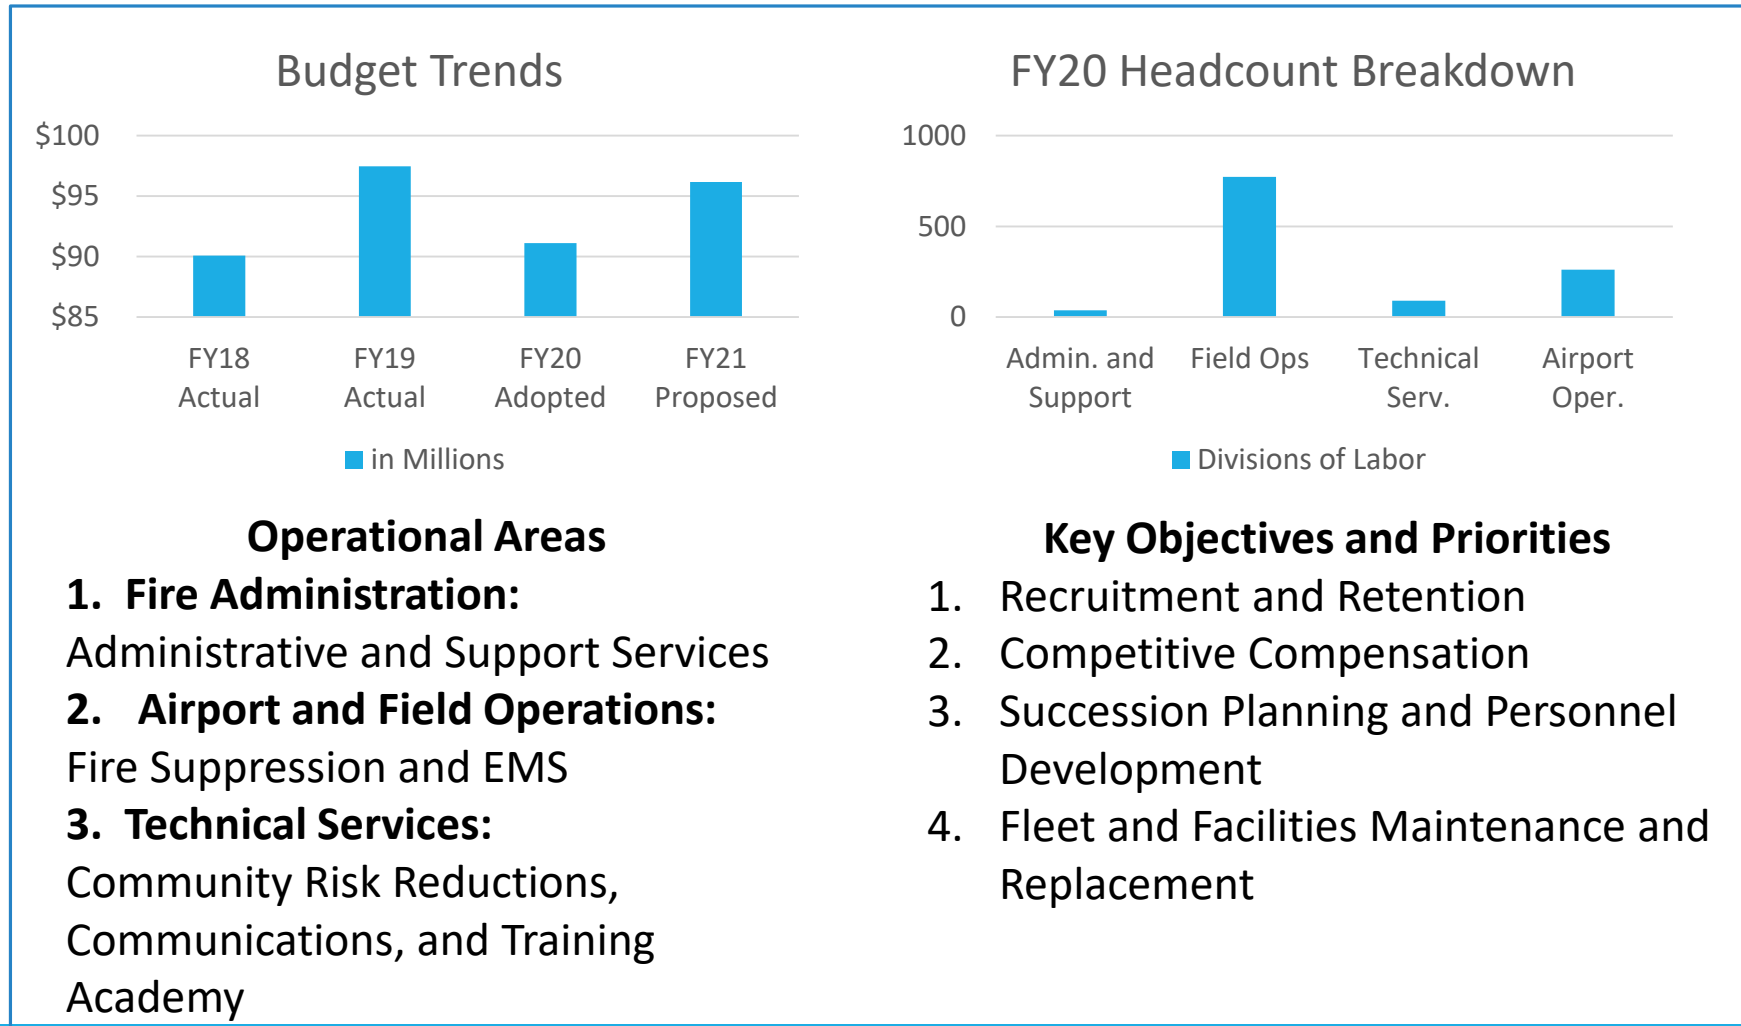 Budget Trends
$100
$95
$90
$85
FY18 Actual
FY19 Actual
FY20 Adopted
FY21 Proposed
in Millions
FY20 Headcount Breakdown
1000
500
0
Admin. and Support
Field Ops
Technical Serv.
Airport Oper.
Divisions of Labor
Operational Areas
1. Fire Administration:
Administrative and Support Services
2. Airport and Field Operations:
Fire Suppression and EMS
3. Technical Services:
Community Risk Reductions,
Communications, and Training
Academy
Key Objectives and Priorities
1. Recruitment and Retention
2. Competitive Compensation
3. Succession Planning and Personnel
Development
4. Fleet and Facilities Maintenance and
Replacement